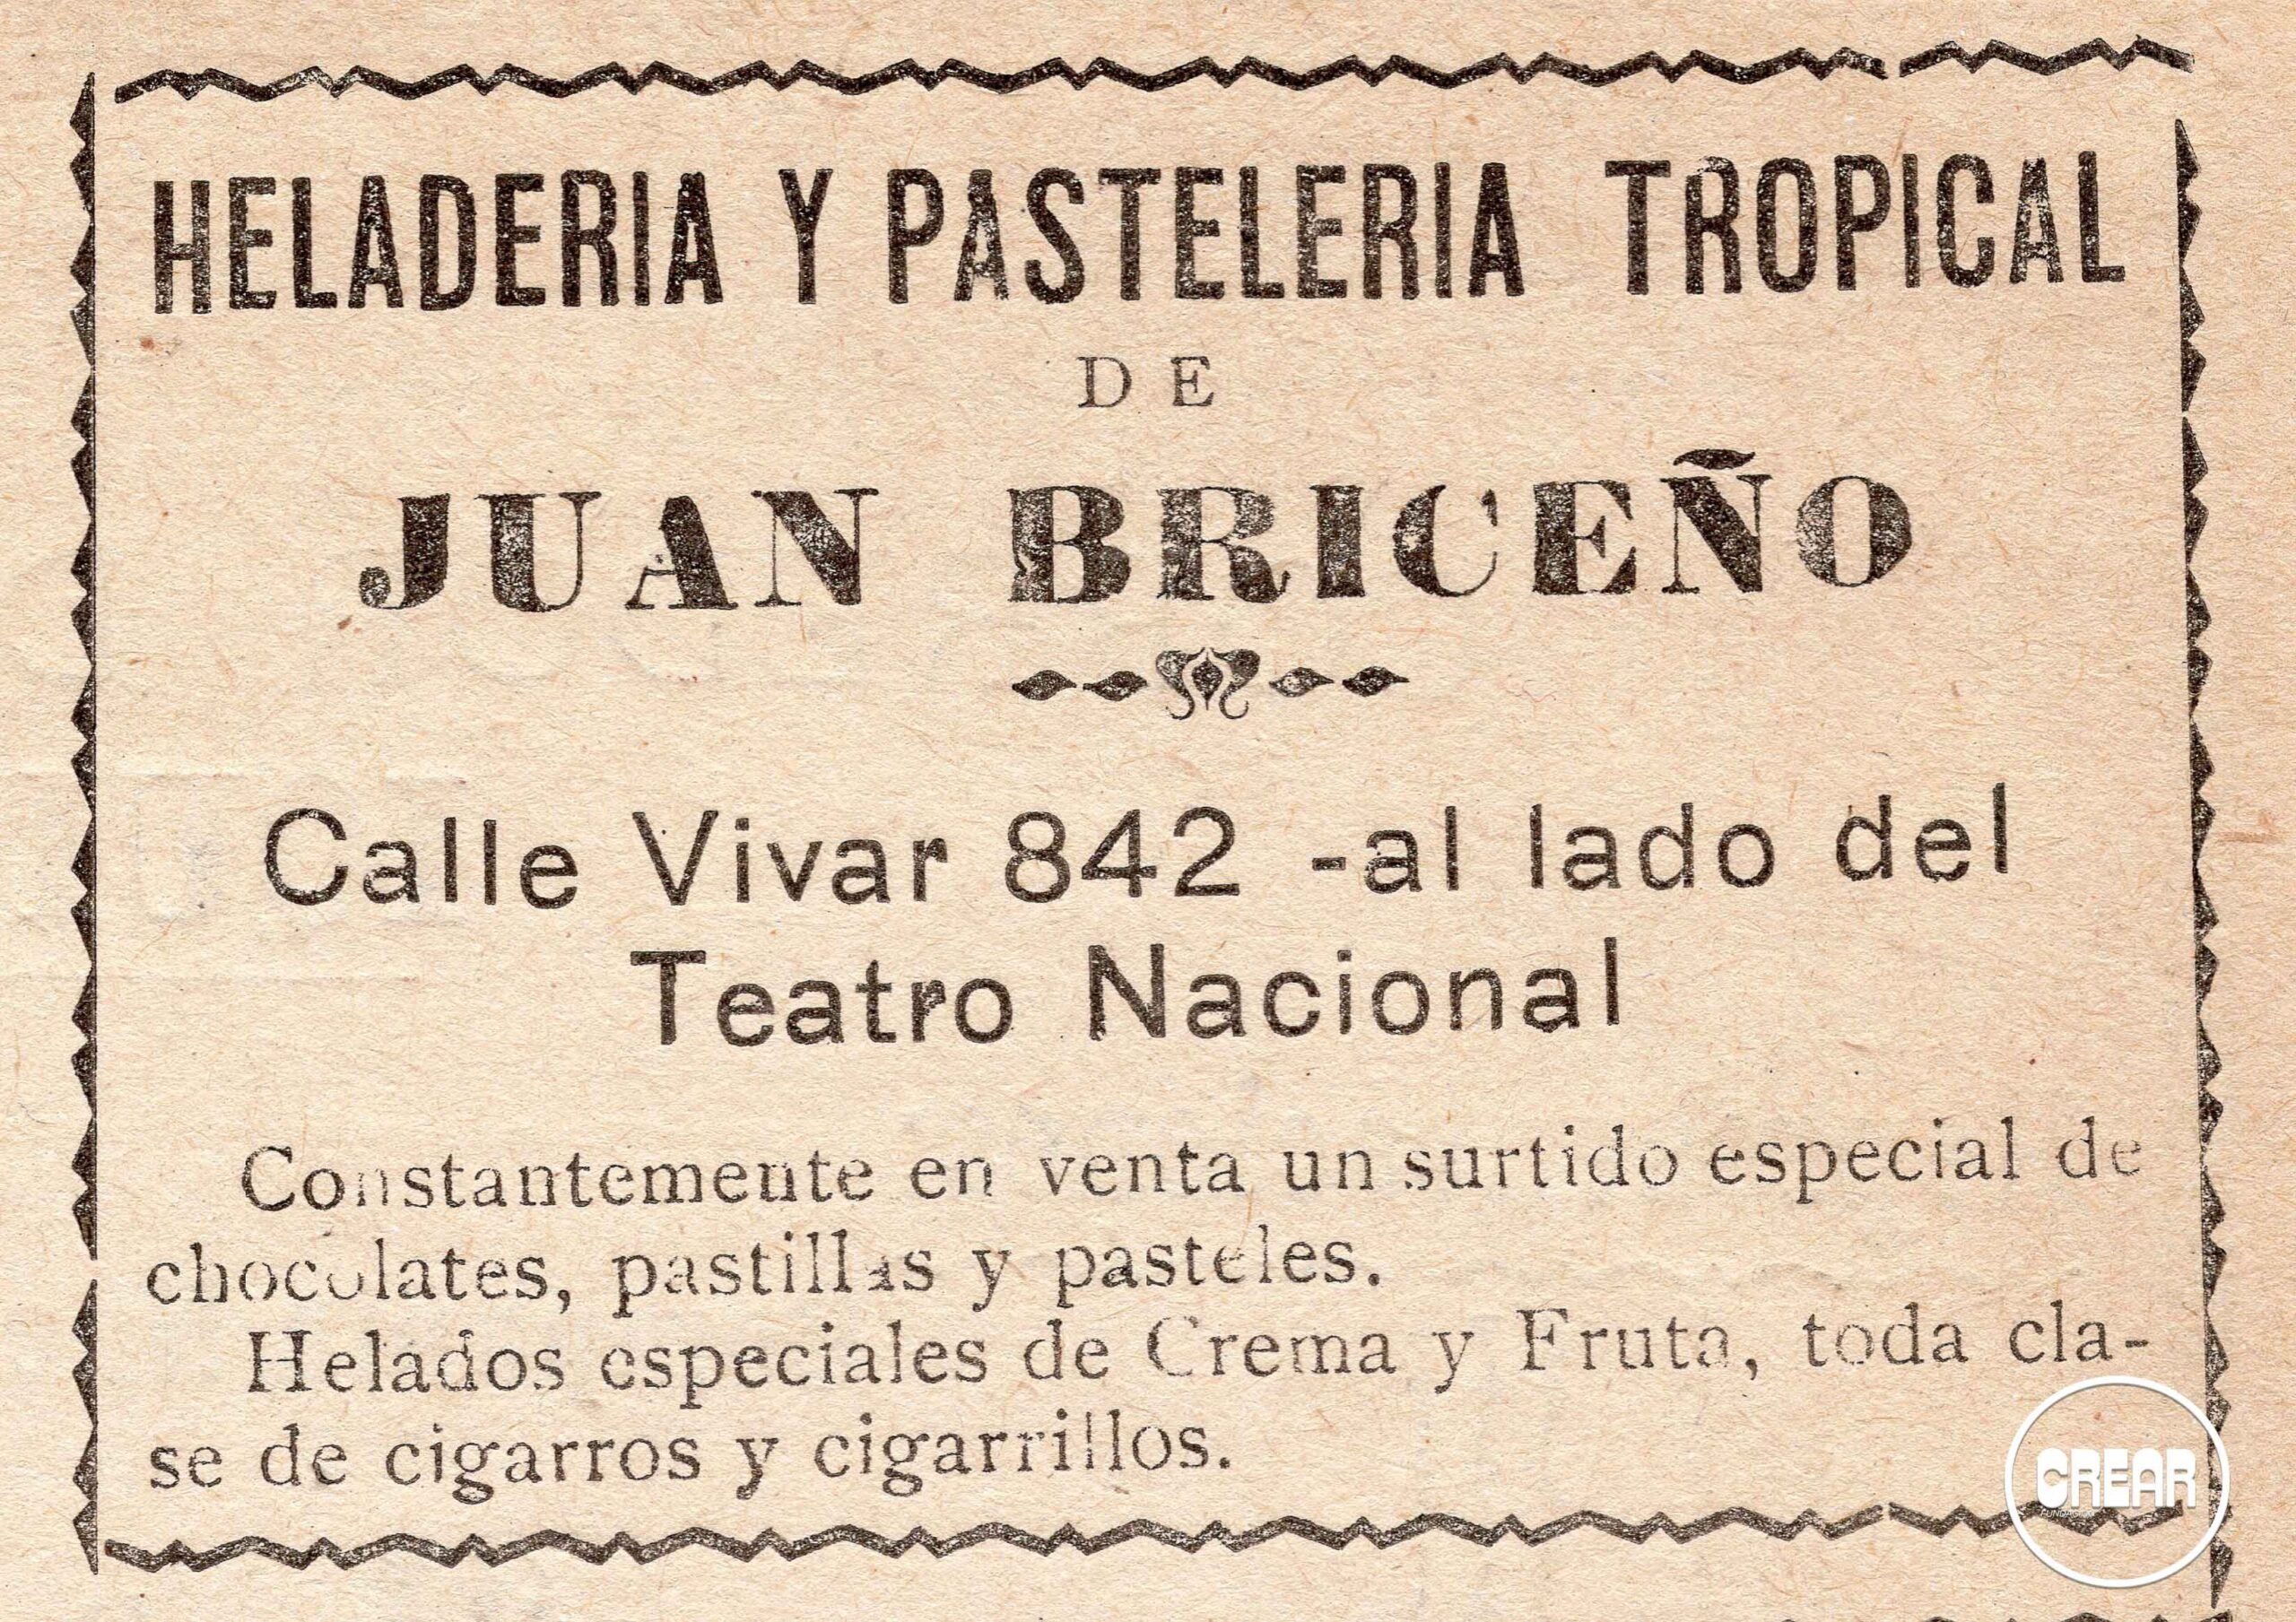 HELADERIA Y PASTELERIA TROPICAL
DE
JUAN BRICEÑO
Calle Vivar 842 -al lado del
Teatro Nacional
Constantemente en venta un surtido especial de
chocolates, pastillas y pasteles.
Helados especiales de Crema y Fruta, toda cla-
se de cigarros y cigarrillos.
CREAR
FUNDACION